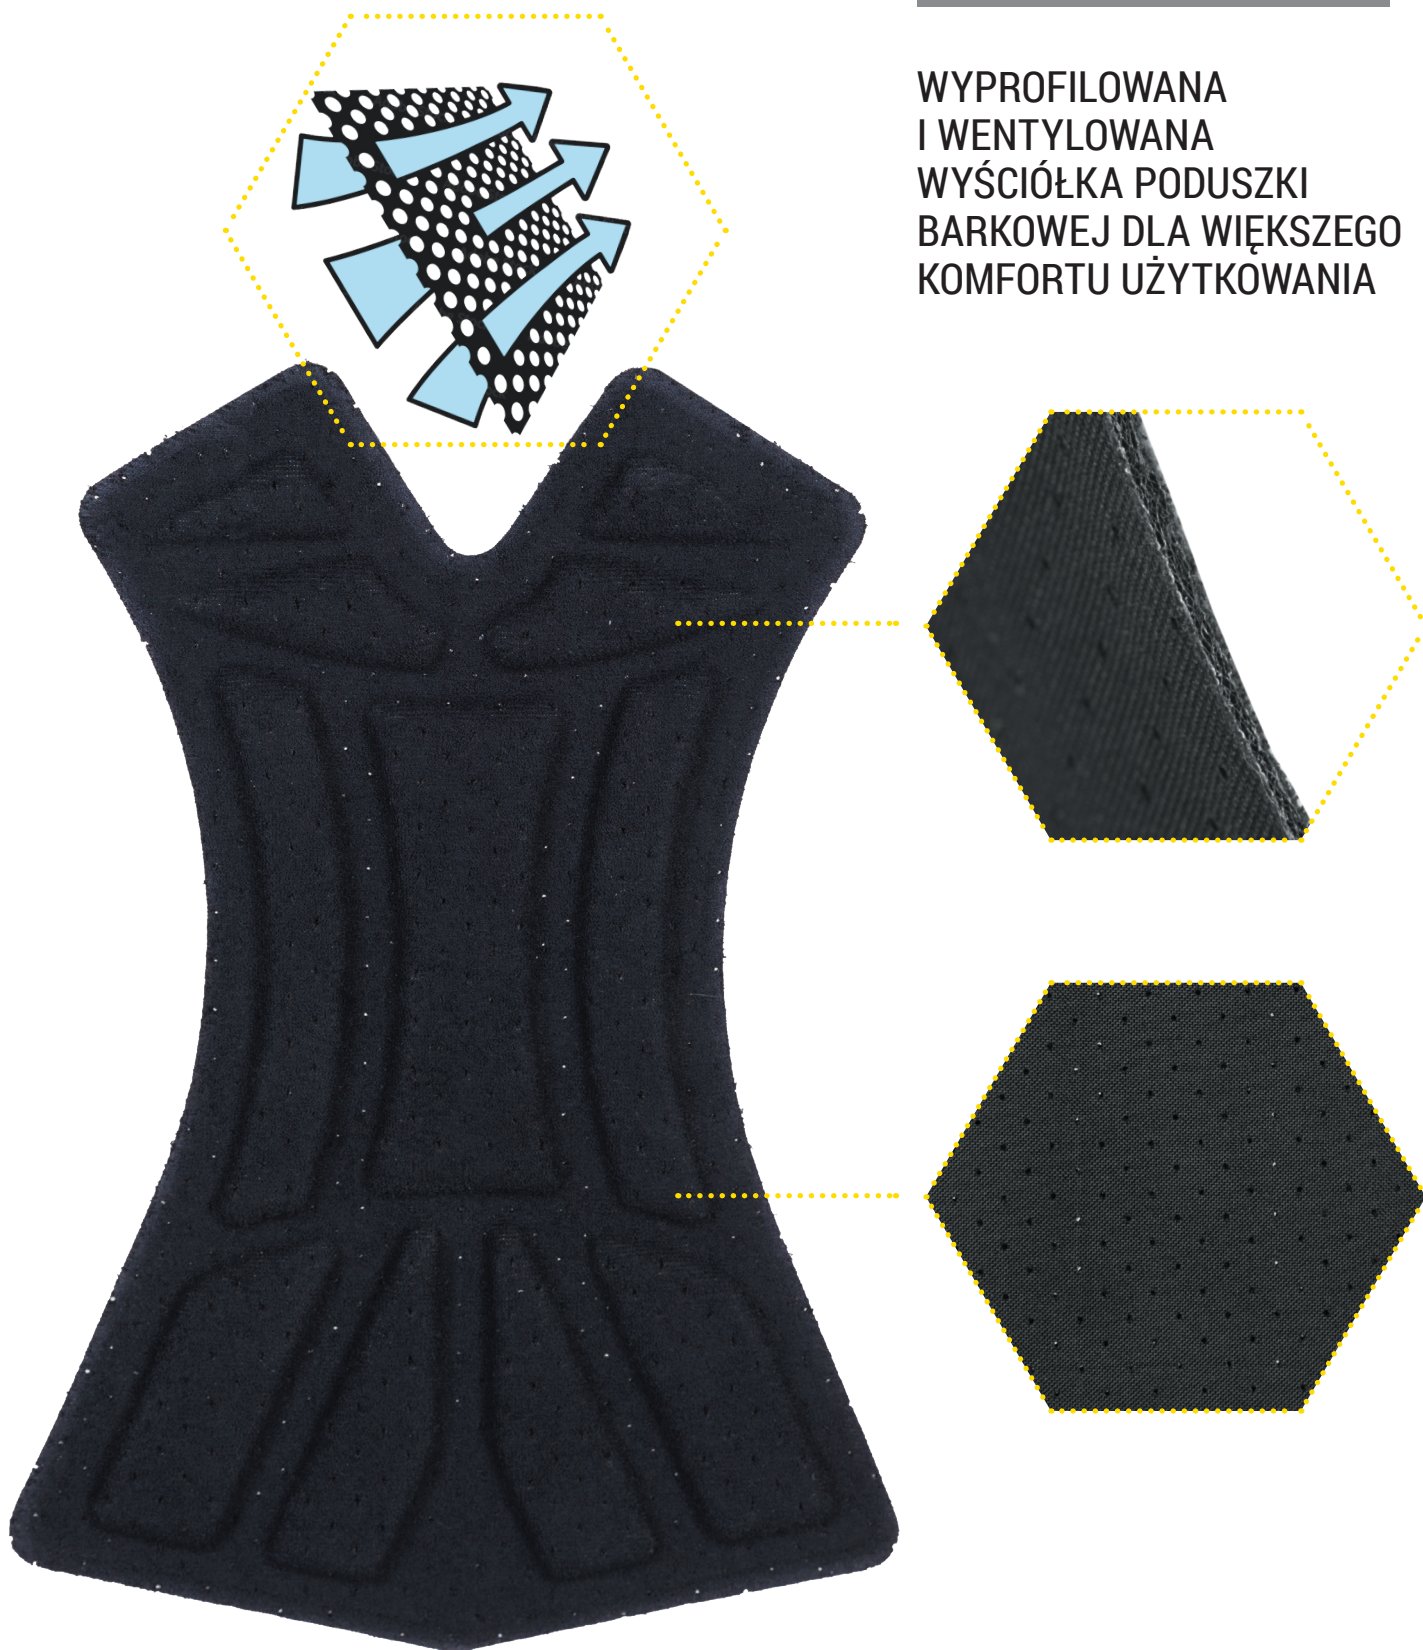 WYPROFILOWANA
I WENTYLOWANA
WYŚCIÓŁKA PODUSZKI
BARKOWEJ DLA WIĘKSZEGO
KOMFORTU UŻYTKOWANIA